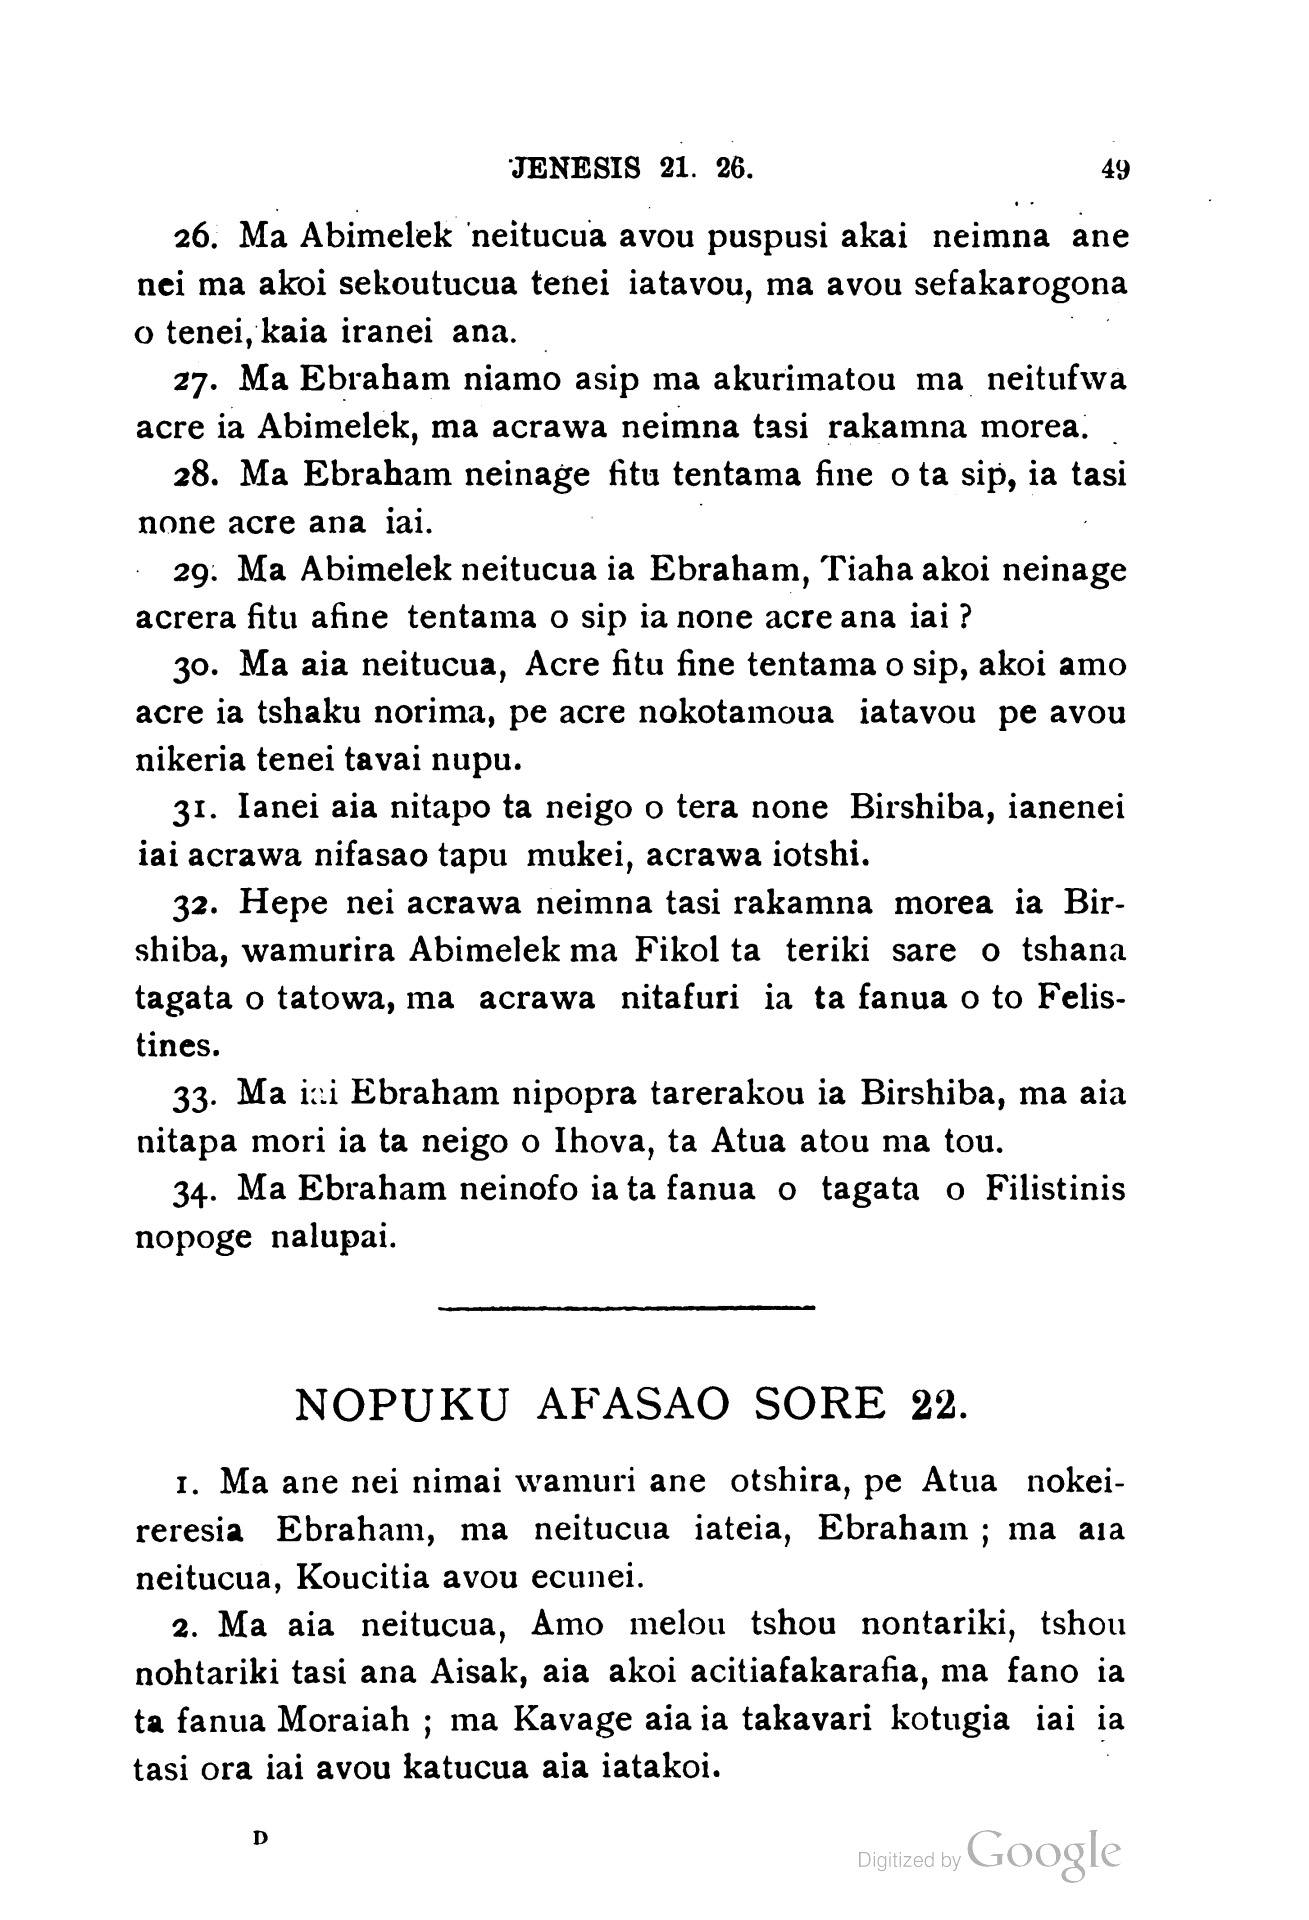 JENESIS 21. 26. 49
26. Ma Abimelek neitucua avou puspusi akai neimna ane
nei ma akoi sekoutucua tenei iatavou, ma avou sefakarogona
o tenei, kaia iranei ana.
27. Ma Ebraham niamo asip ma akurimatou ma neitufwa
acre ia Abimelek, ma acrawa neimna tasi rakamna morea.
28. Ma Ebraham neinage fitu tentama fine o ta sip, ia tasi
none acre ana iai.
29. Ma Abimelek neitucua ia Ebraham, Tiaha akoi neinage
acrera fitu afine tentama o sip ia none acre ana iai ?
30. Ma aia neitucua, Acre fitu fine tentama o sip, akoi amo
acre ia tshaku norima, pe acre nokotamoua iatavou pe avou
nikeria tenei tavai nupu.
31. Ianei aia nitapo ta neigo o tera none Birshiba, ianenei
iai acrawa nifasao tapu mukei, acrawa iotshi.
32. Hepe nei acrawa neimna tasi rakamna morea ia Bir-
shiba, wamurira Abimelek ma Fikol ta teriki sare o tshana
tagata o tatowa, ma acrawa nitafuri ia ta fanua o to Felis-
tines.
33. Ma iai Ebraham nipopra tarerakou ia Birshiba, ma aia
nitapa mori ia ta neigo o Ihova, ta Atua atou ma tou.
34. Ma Ebraham neinofo ia ta fanua o tagata o Filistinis
nopoge nalupai.
NOPUKU AFASAO SORE 22.
1. Ma ane nei nimai wamuri ane otshira, pe Atua nokei-
reresia Ebraham, ma neitucua iateia, Ebraham ; ma aia
neitucua, Koucitia avou ecunei.
2. Ma aia neitucua, Amo melou tshou nontariki, tshou
nohtariki tasi ana Aisak, aia akoi acitiafakarafia, ma fano ia
ta fanua Moraiah ; ma Kavage aia ia takavari kotugia iai ia
tasi ora iai avou katucua aia iatakoi.
D
Digitized by Google